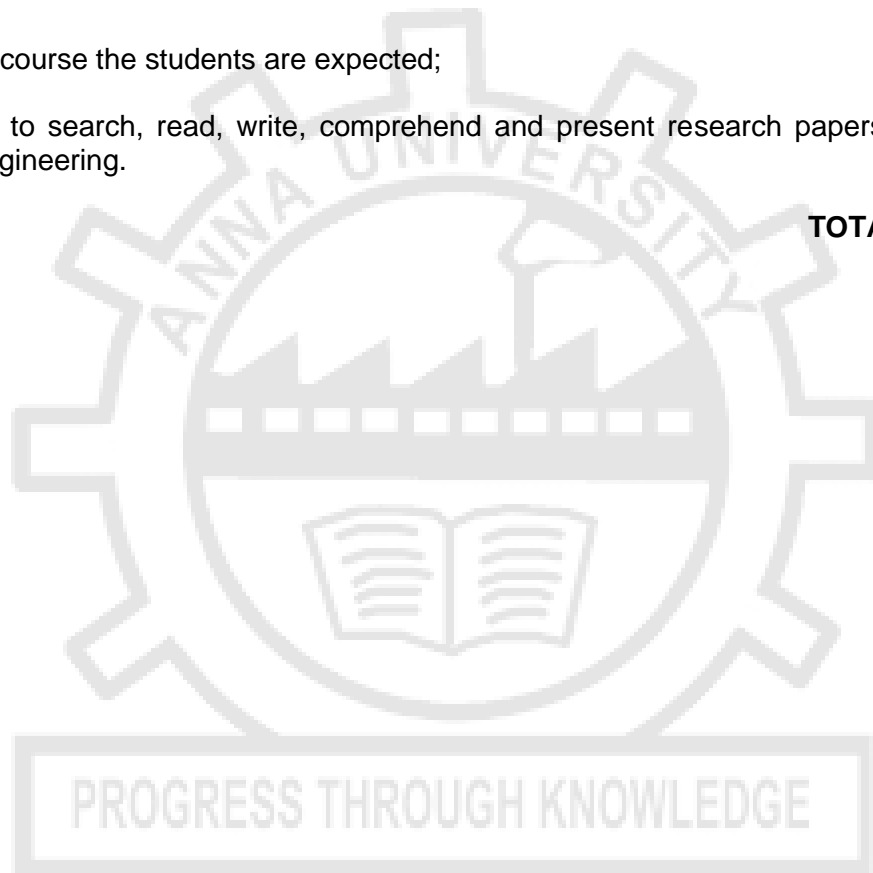 course the students are expected;
to search, read, write, comprehend and present research papers
gineering.
ANNA UNIVERSITY
TOTA
PROGRESS THROUGH KNOWLEDGE